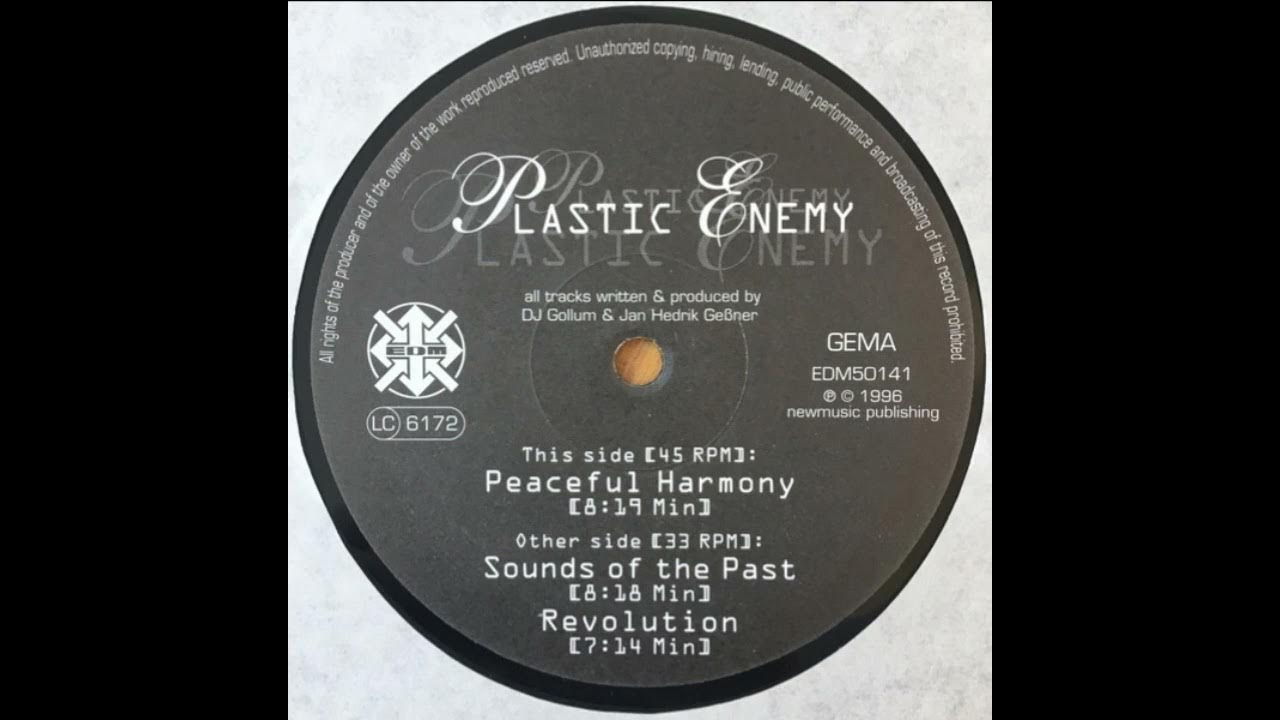 All rights of the producer and of the owner of the work reproduced reserved. Unauthorized copying, hiring, lending, public performance and broadcasting of this record prohibited.
PLASTIC ENEMY
PLASTIC ENEMY
PLASTIC ENEMY
all tracks written & produced by
DJ Gollum & Jan Hedrik Geßner
EDM
LC 6172
GEMA
EDM50141
℗ © 1996
newmusic publishing
This side [45 RPM]:
Peaceful Harmony
[8:19 Min]
Other side [33 RPM]:
Sounds of the Past
[8:18 Min]
Revolution
[7:14 Min]